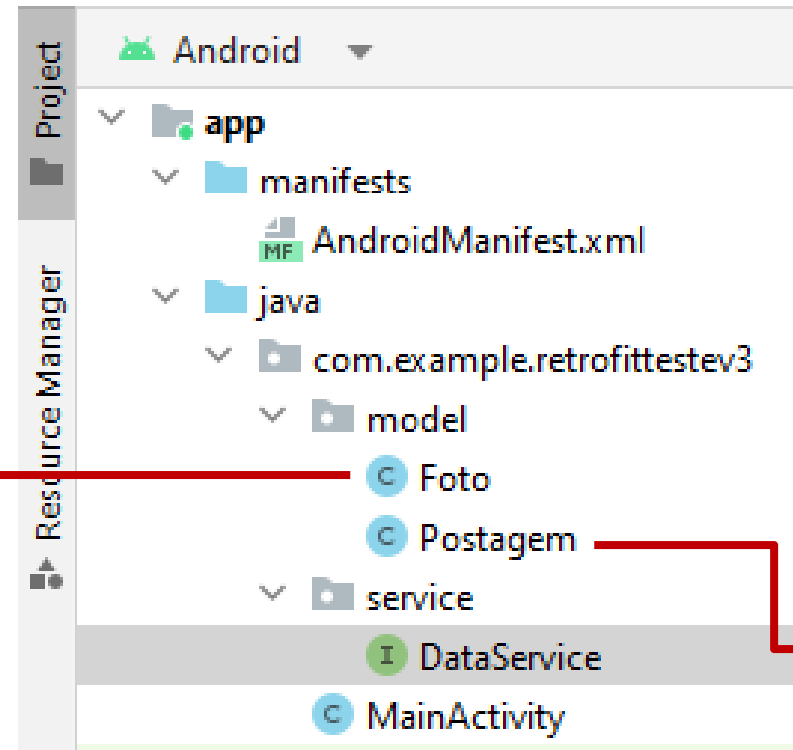 Project
Resource Manager
Android
app
manifests
MF AndroidManifest.xml
java
com.example.retrofittestev3
model
C Foto
C Postagem
service
I DataService
C MainActivity